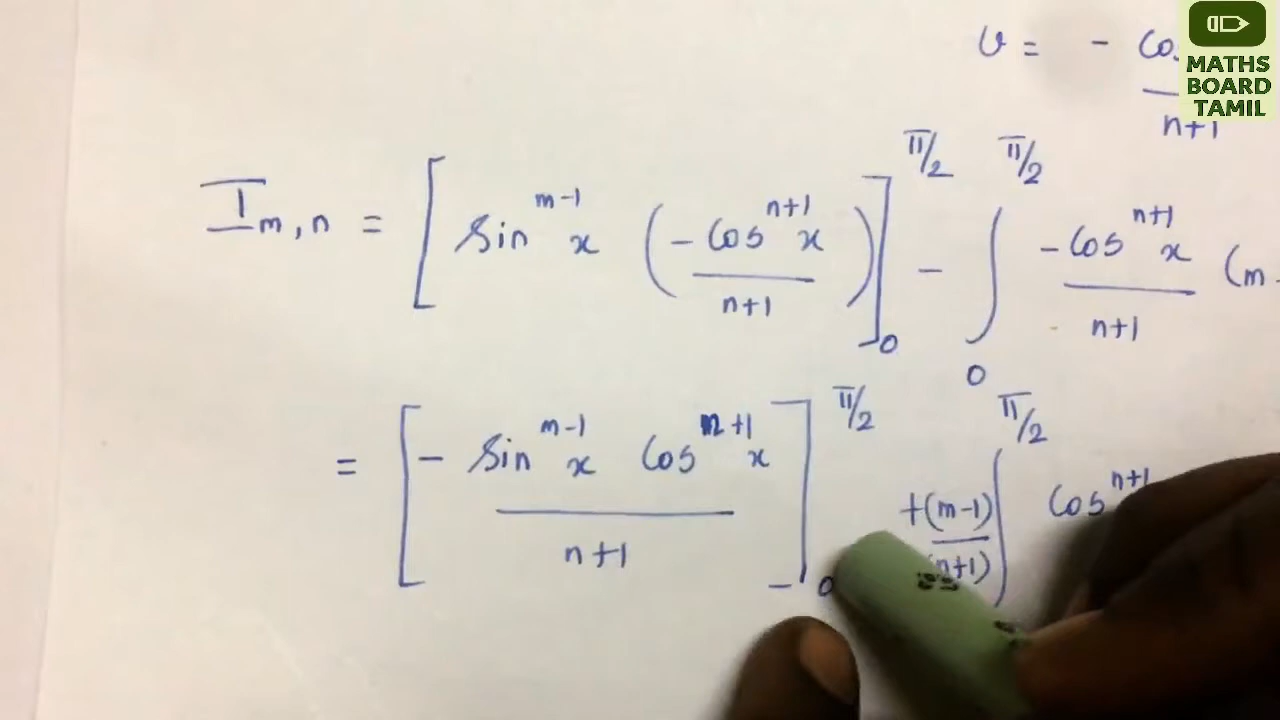 MATHS
BOARD
TAMIL
v = - cos
n+1
I m,n = [ sin^{m-1} x ( - cos^{n+1} x / n+1 ) ]_0^{π/2} - ∫_0^{π/2} - cos^{n+1} x / n+1 (m-
= [ - sin^{m-1} x cos^{n+1} x / n+1 ]_0^{π/2} + (m-1) / (n+1) ∫^{π/2} cos^{n+1}